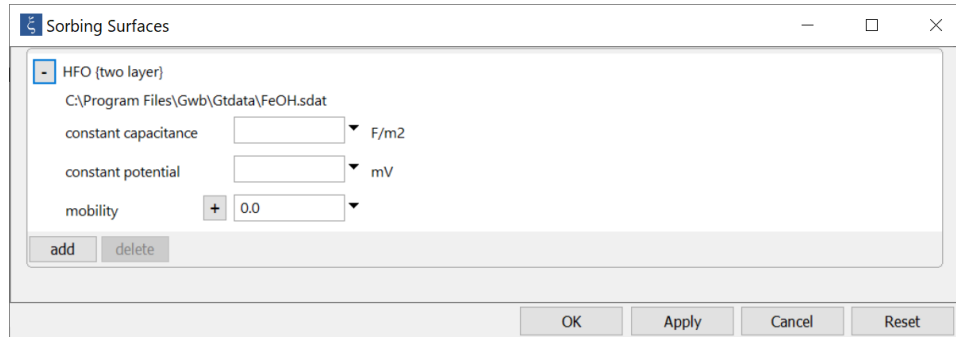 ξ Sorbing Surfaces
- HFO {two layer}
C:\Program Files\Gwb\Gtdata\FeOH.sdat
constant capacitance F/m2
constant potential mV
mobility + 0.0
add delete
OK Apply Cancel Reset